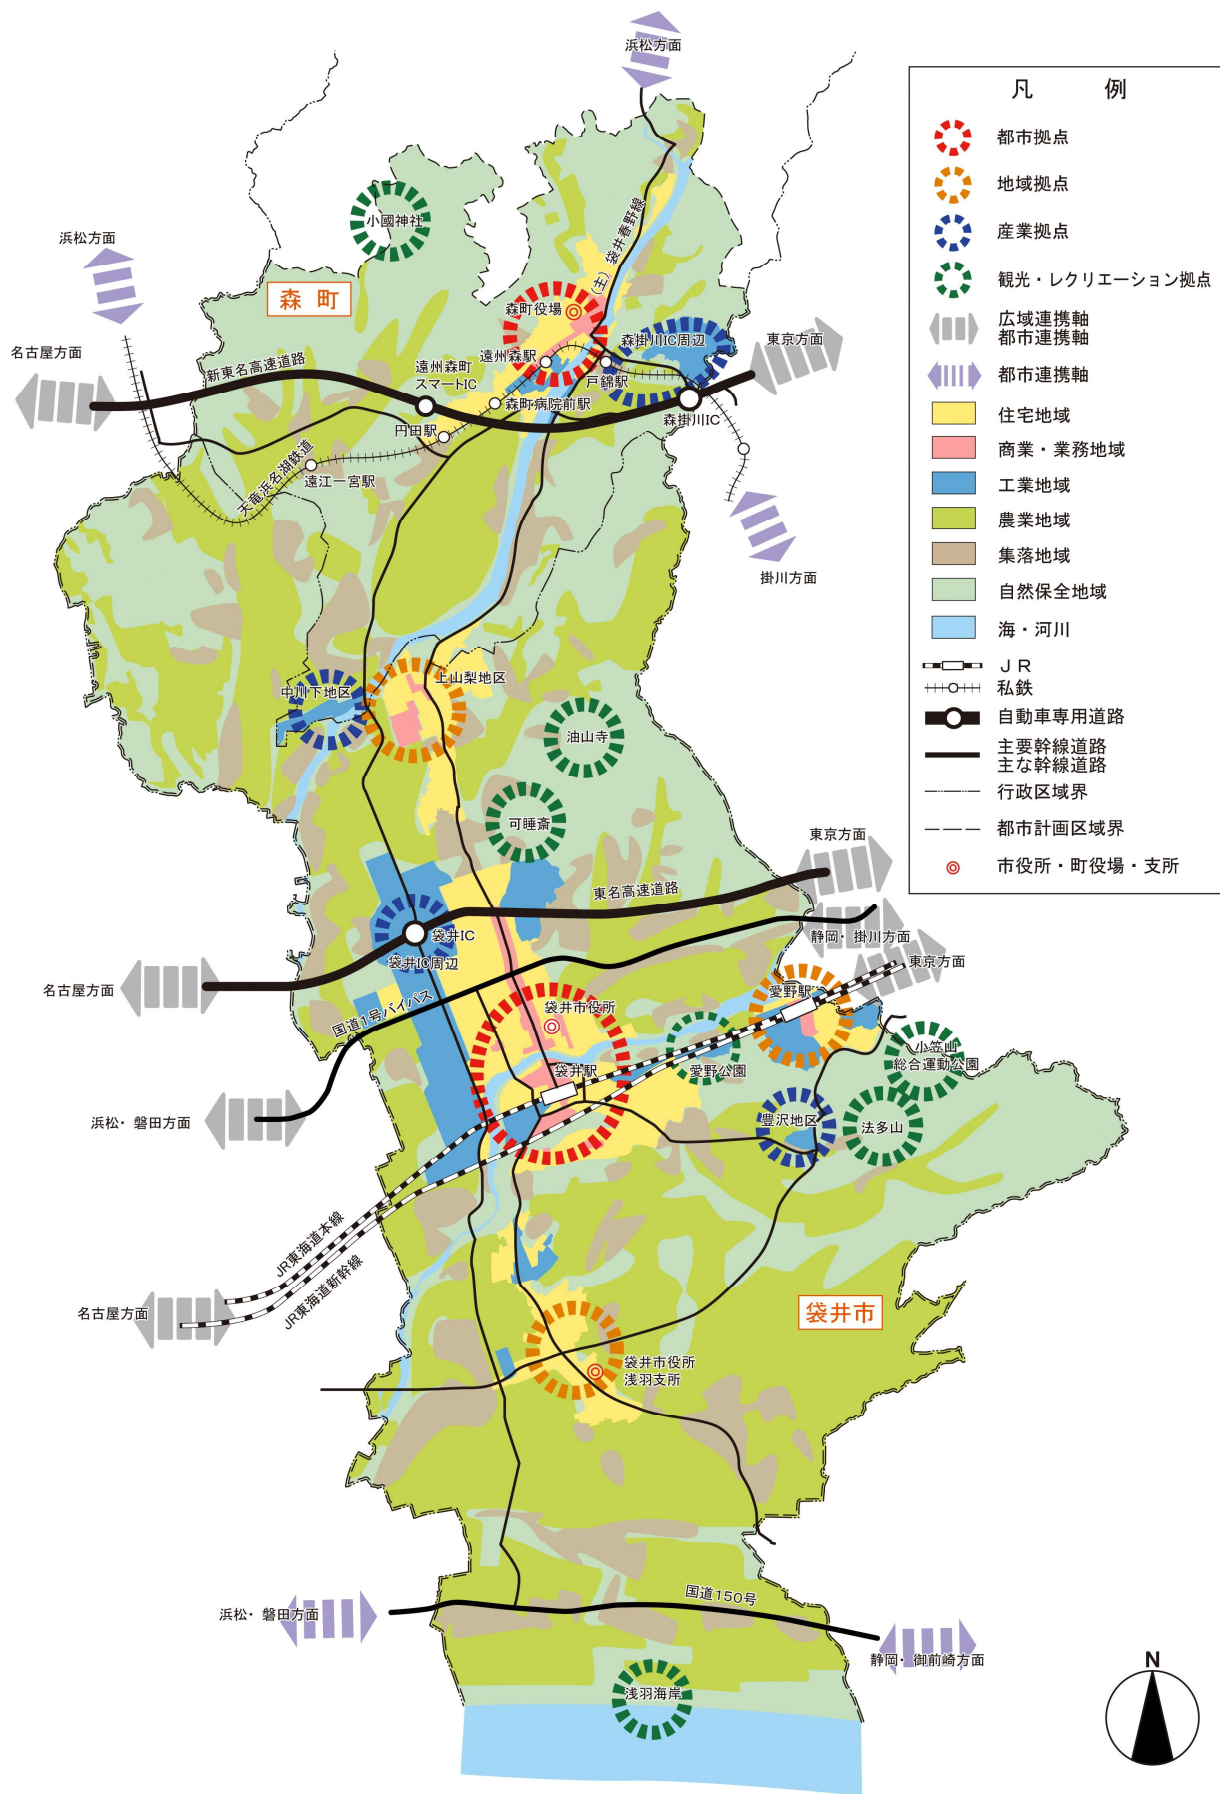 浜松方面
凡　例
都市拠点
地域拠点
産業拠点
観光・レクリエーション拠点
広域連携軸
都市連携軸
都市連携軸
住宅地域
商業・業務地域
工業地域
農業地域
集落地域
自然保全地域
海・河川
ＪＲ
私鉄
自動車専用道路
主要幹線道路
主な幹線道路
行政区域界
都市計画区域界
市役所・町役場・支所
小國神社
(主)袋井春野線
浜松方面
森 町
森町役場
森掛川IC周辺
東京方面
名古屋方面
新東名高速道路
遠州森町
スマートIC
遠州森駅
戸綿駅
森町病院前駅
森掛川IC
円田駅
天竜浜名湖鉄道
遠江一宮駅
掛川方面
中川下地区
上山梨地区
油山寺
可睡斎
東京方面
東名高速道路
袋井IC
袋井IC周辺
静岡・掛川方面
東京方面
名古屋方面
国道1号バイパス
愛野駅
袋井市役所
小笠山
総合運動公園
袋井駅
愛野公園
浜松・磐田方面
豊沢地区
法多山
JR東海道本線
JR東海道新幹線
名古屋方面
袋井市
袋井市役所
浅羽支所
国道150号
浜松・磐田方面
静岡・御前崎方面
浅羽海岸
N